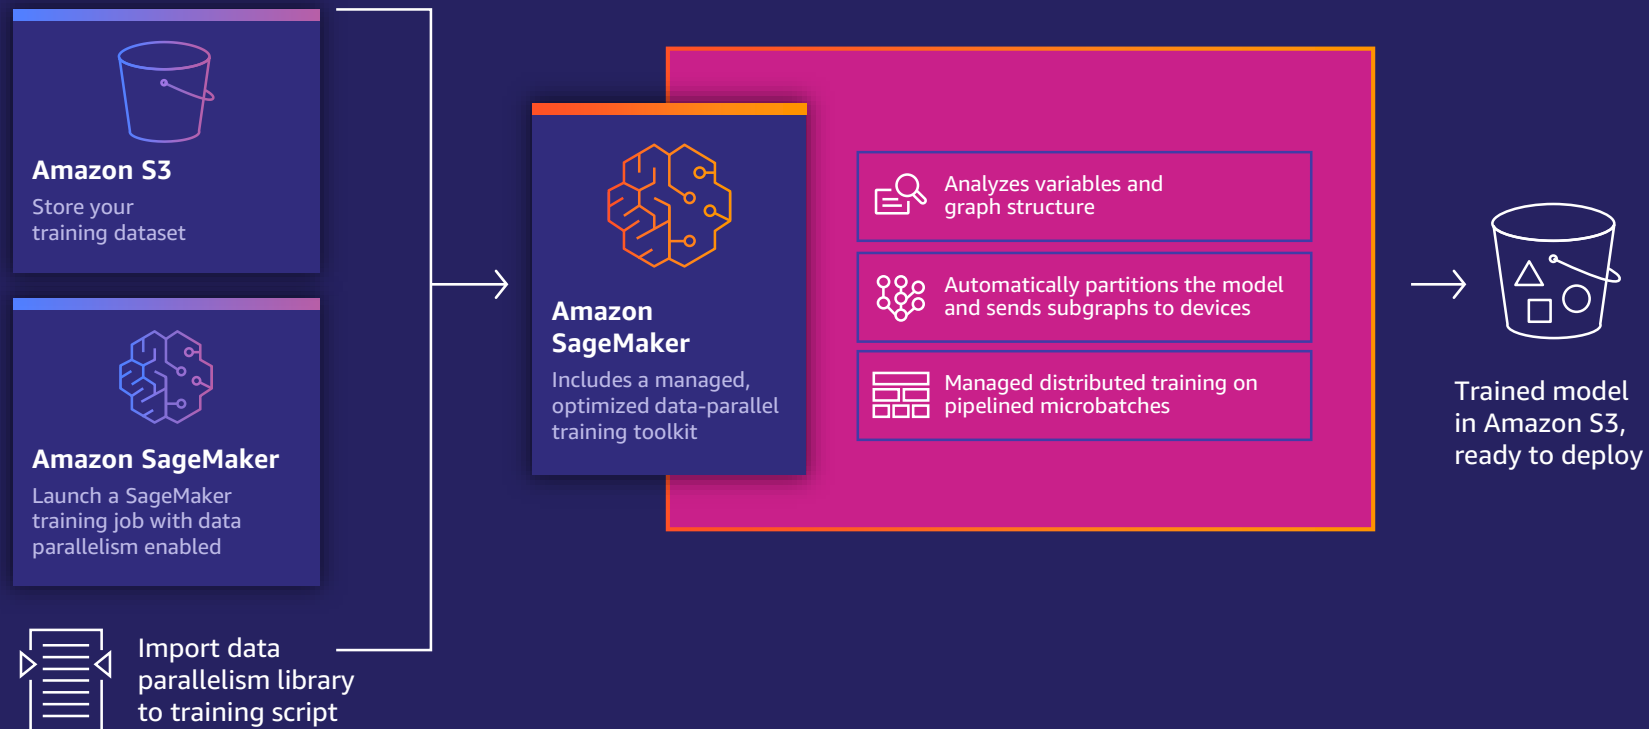 Amazon S3
Store your
training dataset
Amazon SageMaker
Launch a SageMaker
training job with data
parallelism enabled
Import data
parallelism library
to training script
Amazon
SageMaker
Includes a managed,
optimized data-parallel
training toolkit
Analyzes variables and
graph structure
Automatically partitions the model
and sends subgraphs to devices
Managed distributed training on
pipelined microbatches
Trained model
in Amazon S3,
ready to deploy